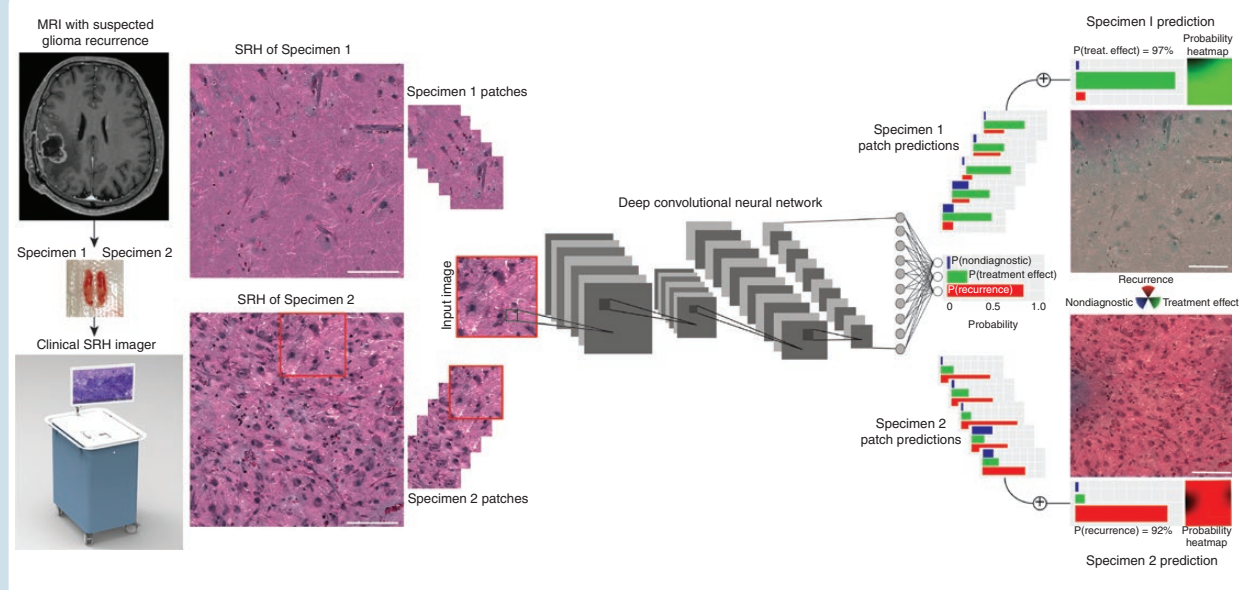 MRI with suspected
glioma recurrence
Specimen 1
Specimen 2
Clinical SRH imager
SRH of Specimen 1
SRH of Specimen 2
Specimen 1 patches
Input image
Specimen 2 patches
Deep convolutional neural network
Specimen 1
patch predictions
P(nondiagnostic)
P(treatment effect)
P(recurrence)
0
0.5
1.0
Probability
Specimen 2
patch predictions
Specimen I prediction
P(treat. effect) = 97%
Probability
heatmap
Recurrence
Nondiagnostic
Treatment effect
P(recurrence) = 92%
Probability
heatmap
Specimen 2 prediction